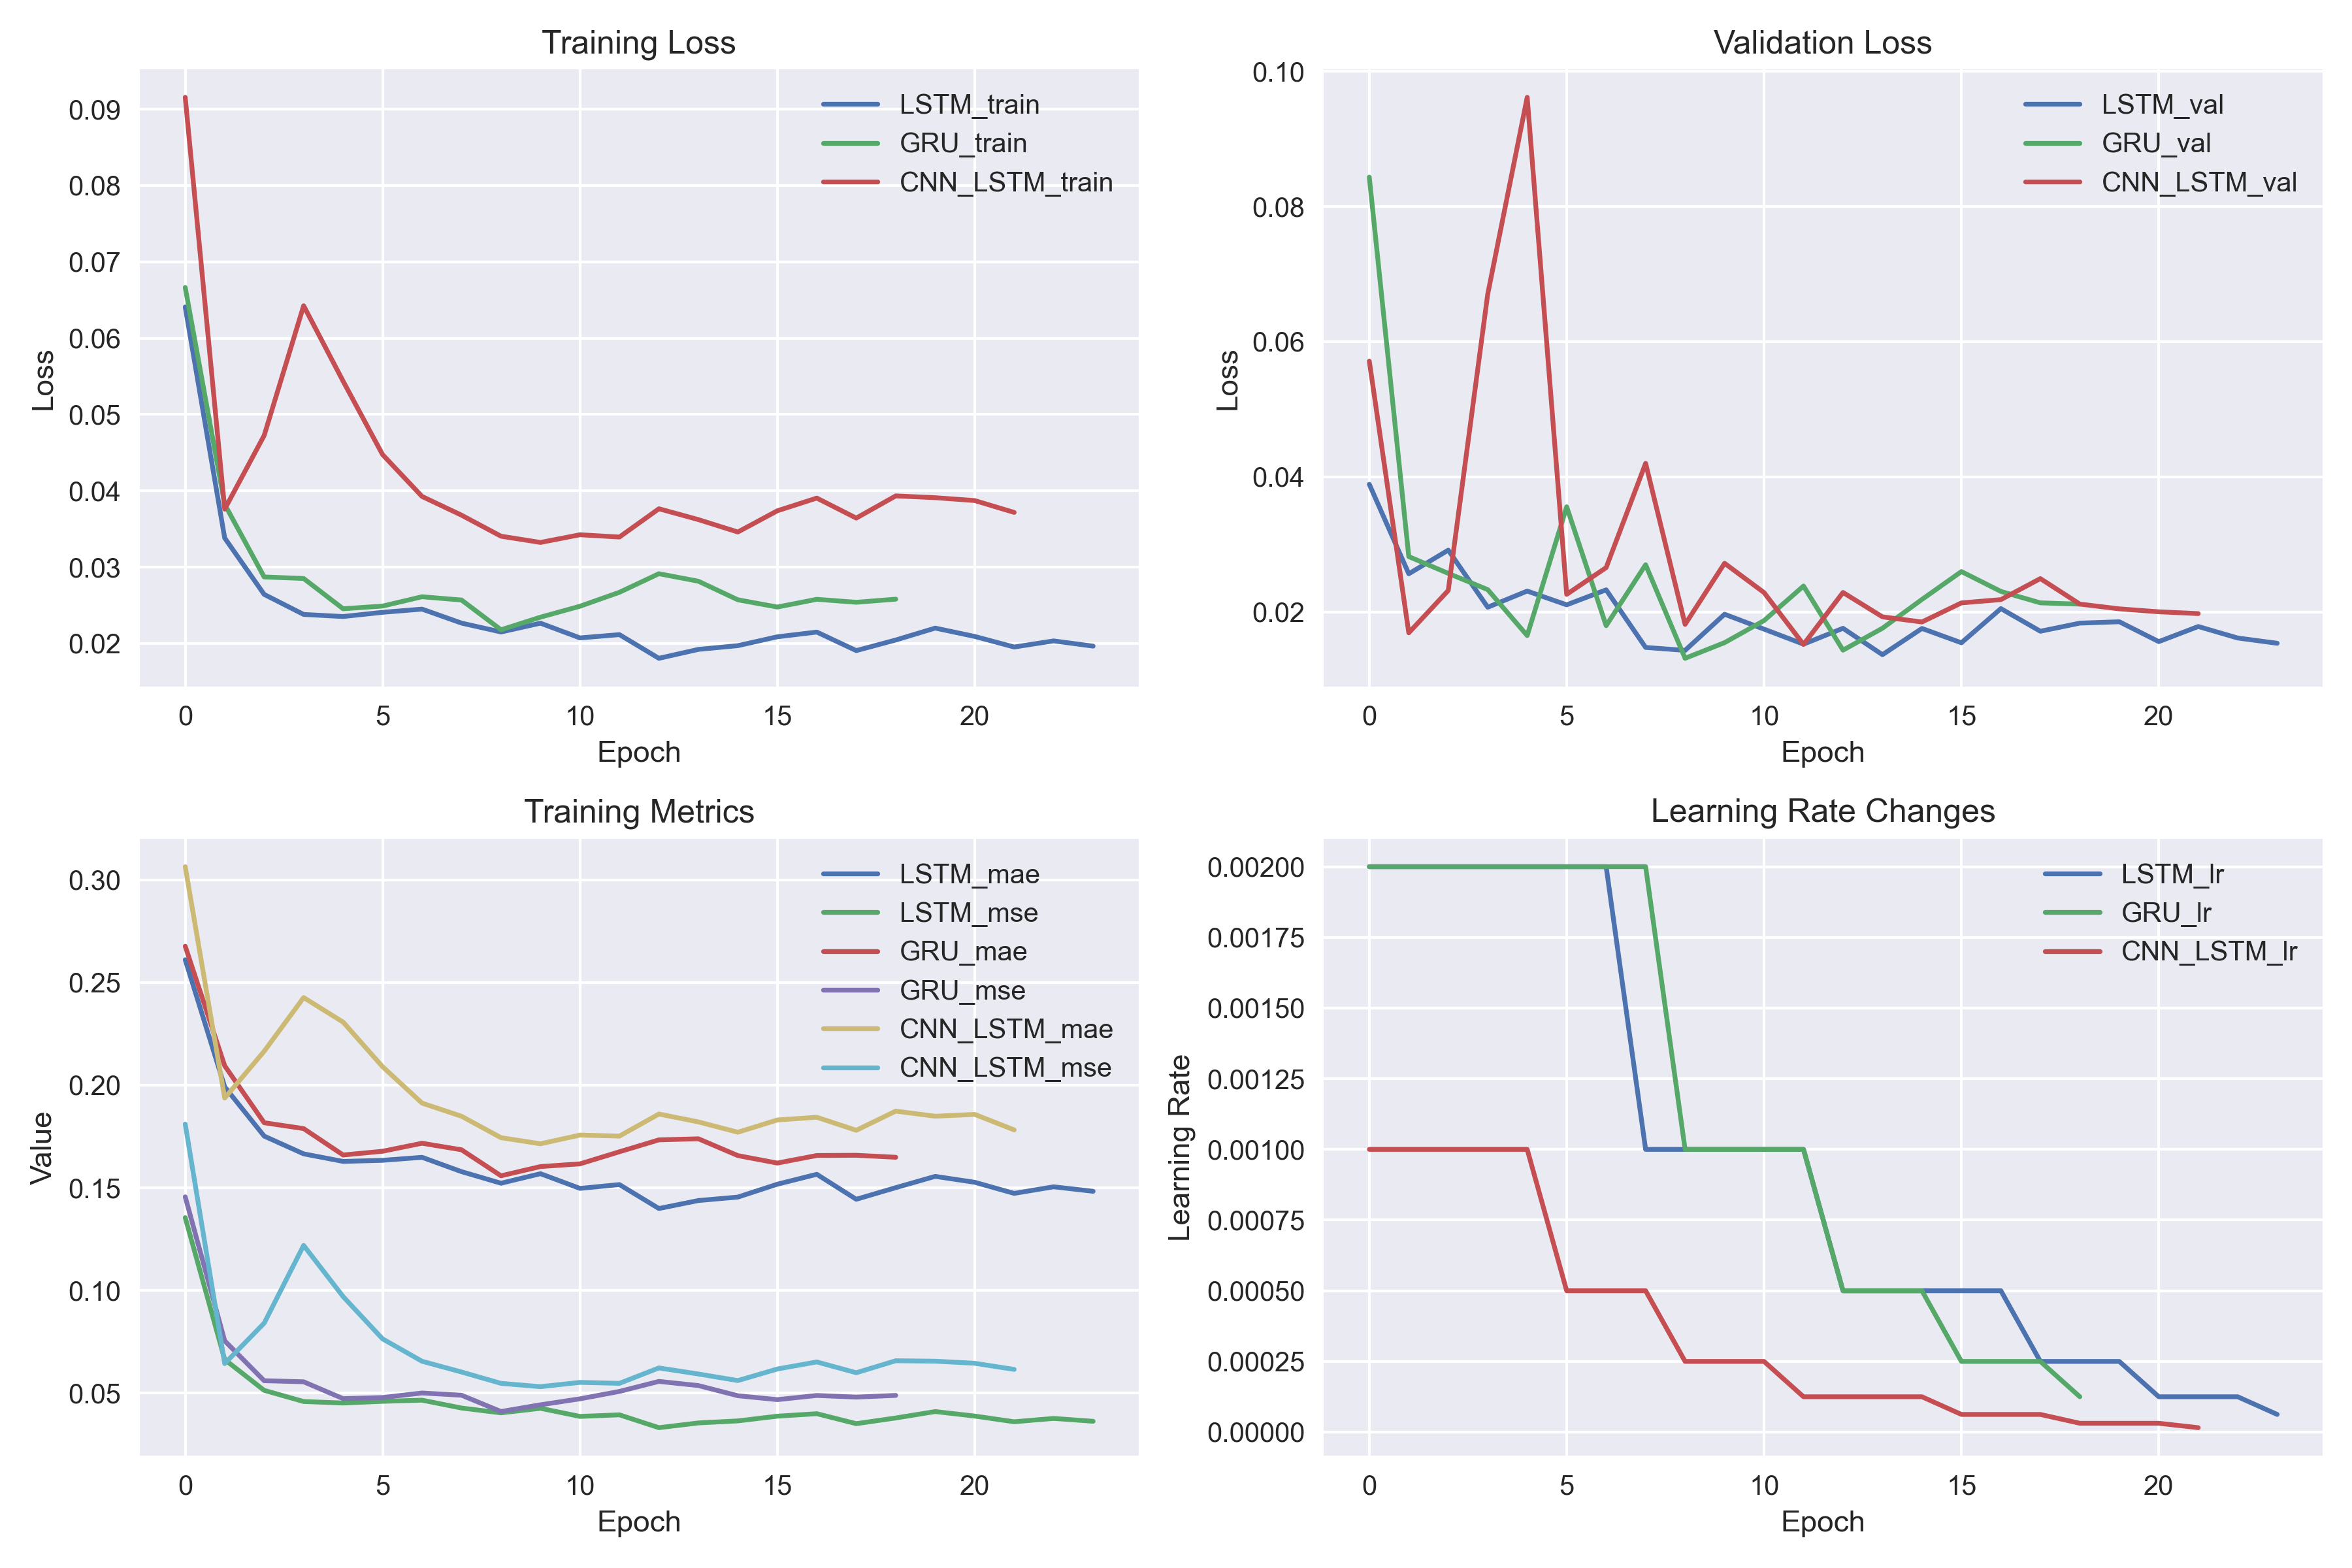 Training Loss
Loss
0.09
0.08
0.07
0.06
0.05
0.04
0.03
0.02
0 5 10 15 20
Epoch
LSTM_train
GRU_train
CNN_LSTM_train
Validation Loss
Loss
0.10
0.08
0.06
0.04
0.02
0 5 10 15 20
Epoch
LSTM_val
GRU_val
CNN_LSTM_val
Training Metrics
Value
0.30
0.25
0.20
0.15
0.10
0.05
0 5 10 15 20
Epoch
LSTM_mae
LSTM_mse
GRU_mae
GRU_mse
CNN_LSTM_mae
CNN_LSTM_mse
Learning Rate Changes
Learning Rate
0.00200
0.00175
0.00150
0.00125
0.00100
0.00075
0.00050
0.00025
0.00000
0 5 10 15 20
Epoch
LSTM_lr
GRU_lr
CNN_LSTM_lr